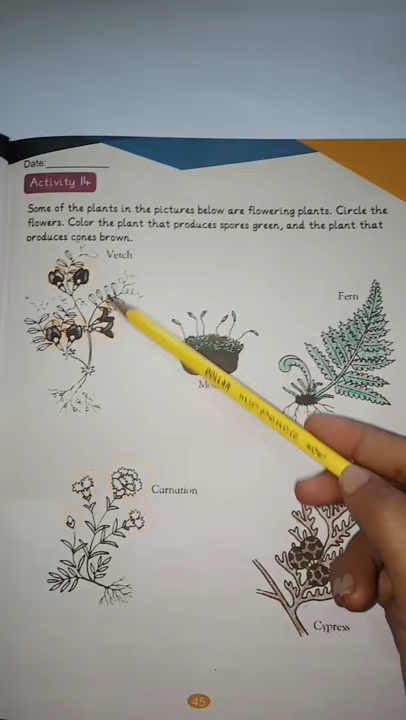 Date:
Activity 14
Some of the plants in the pictures below are flowering plants. Circle the
flowers. Color the plant that produces spores green, and the plant that
produces cones brown.
Vetch
Fern
Carnation
Cypress
45